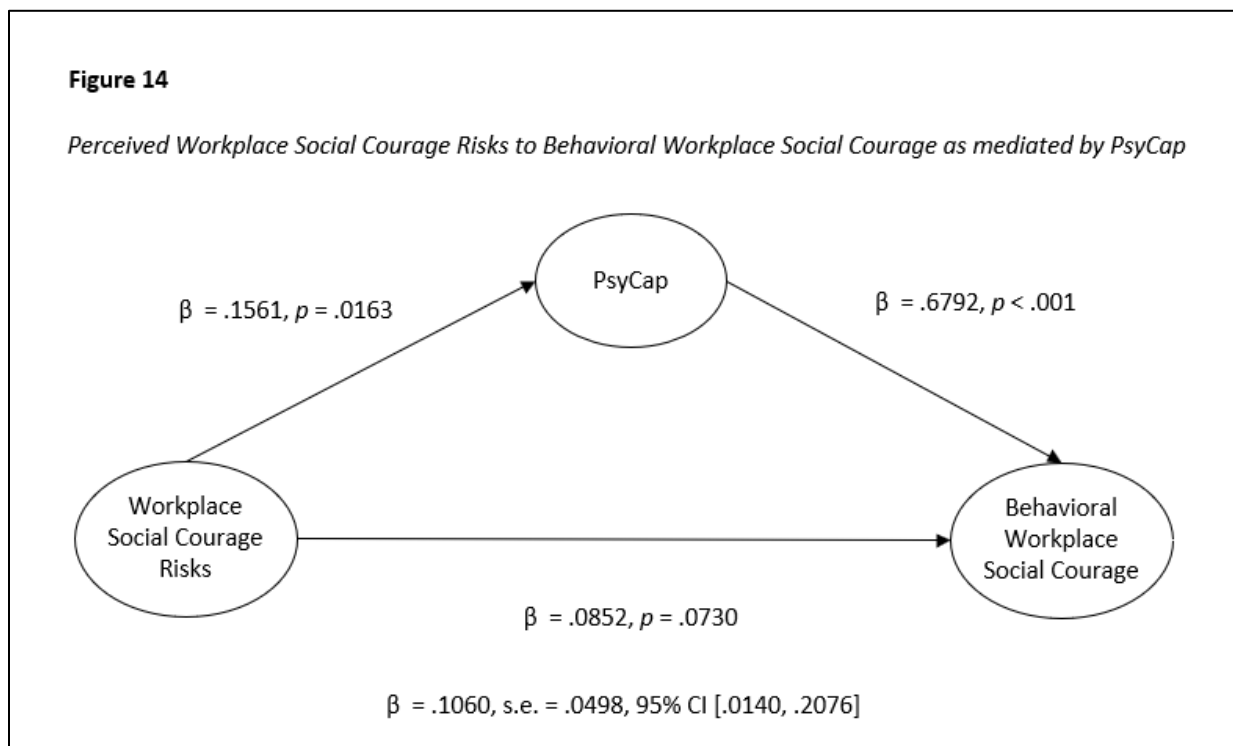 Figure 14
Perceived Workplace Social Courage Risks to Behavioral Workplace Social Courage as mediated by PsyCap
PsyCap
β = .1561, p = .0163
β = .6792, p < .001
Workplace
Social Courage
Risks
Behavioral
Workplace
Social Courage
β = .0852, p = .0730
β = .1060, s.e. = .0498, 95% CI [.0140, .2076]